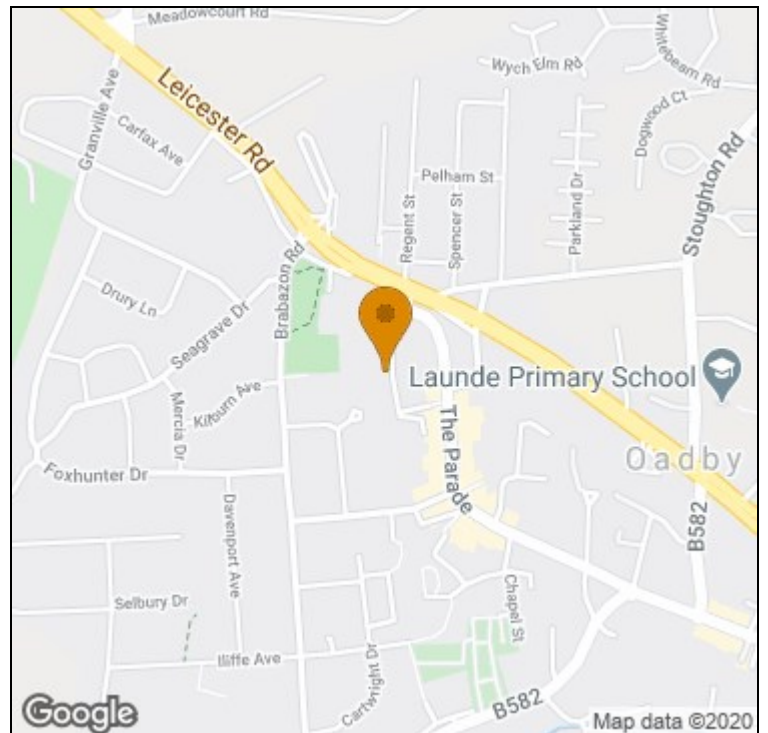 Meadowcourt Rd
Whitebeam Rd
Wych Elm Rd
Granville Ave
Leicester Rd
Carfax Ave
Dogwood Ct
Stoughton Rd
Pelham St
Regent St
Spencer St
Parkland Dr
Drury Ln
Seagrave Dr
Brabazon Rd
Launde Primary School
Kilburn Ave
Mercia Dr
The Parade
Oadby
Foxhunter Dr
Davenport Ave
B582
Selbury Dr
Chapel St
Iliffe Ave
Cartwright Dr
B582
Google
Map data ©2020